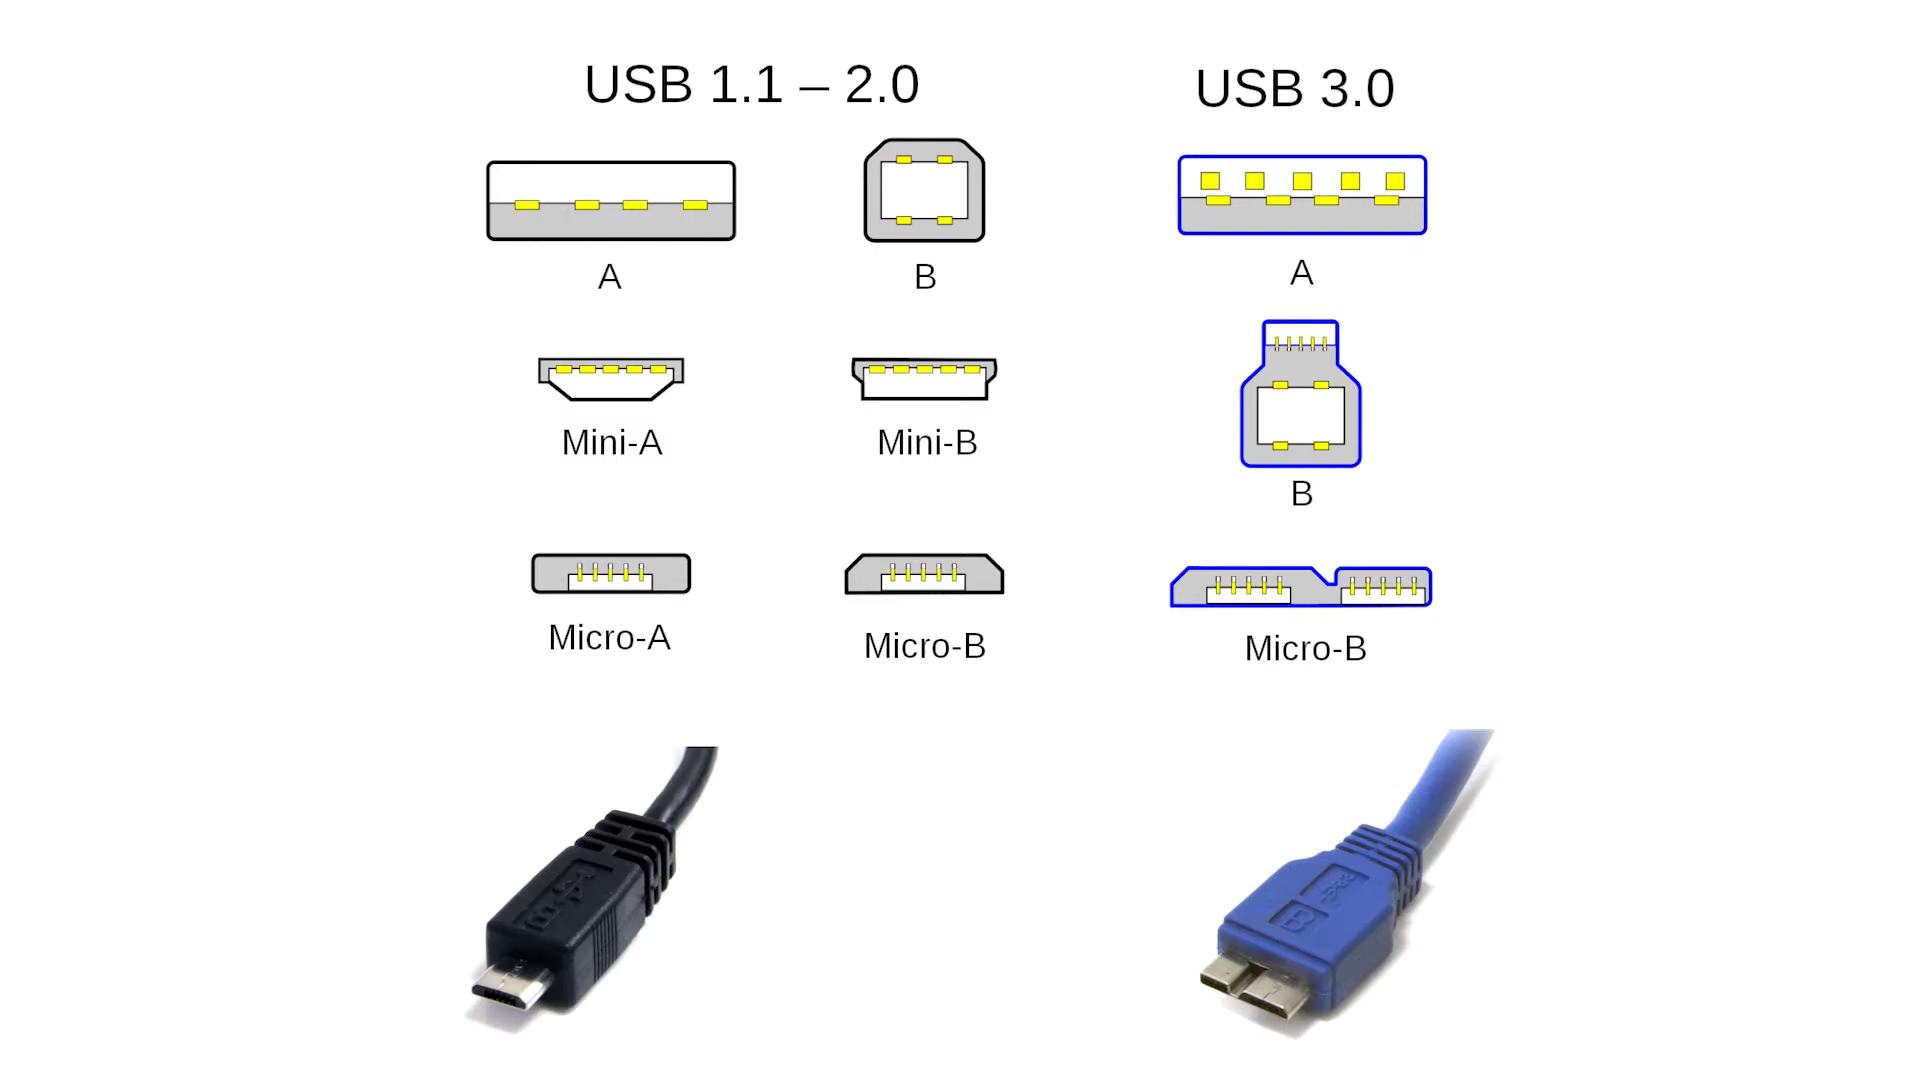 USB 1.1 – 2.0
USB 3.0
A
B
A
Mini-A
Mini-B
B
Micro-A
Micro-B
Micro-B
B
B